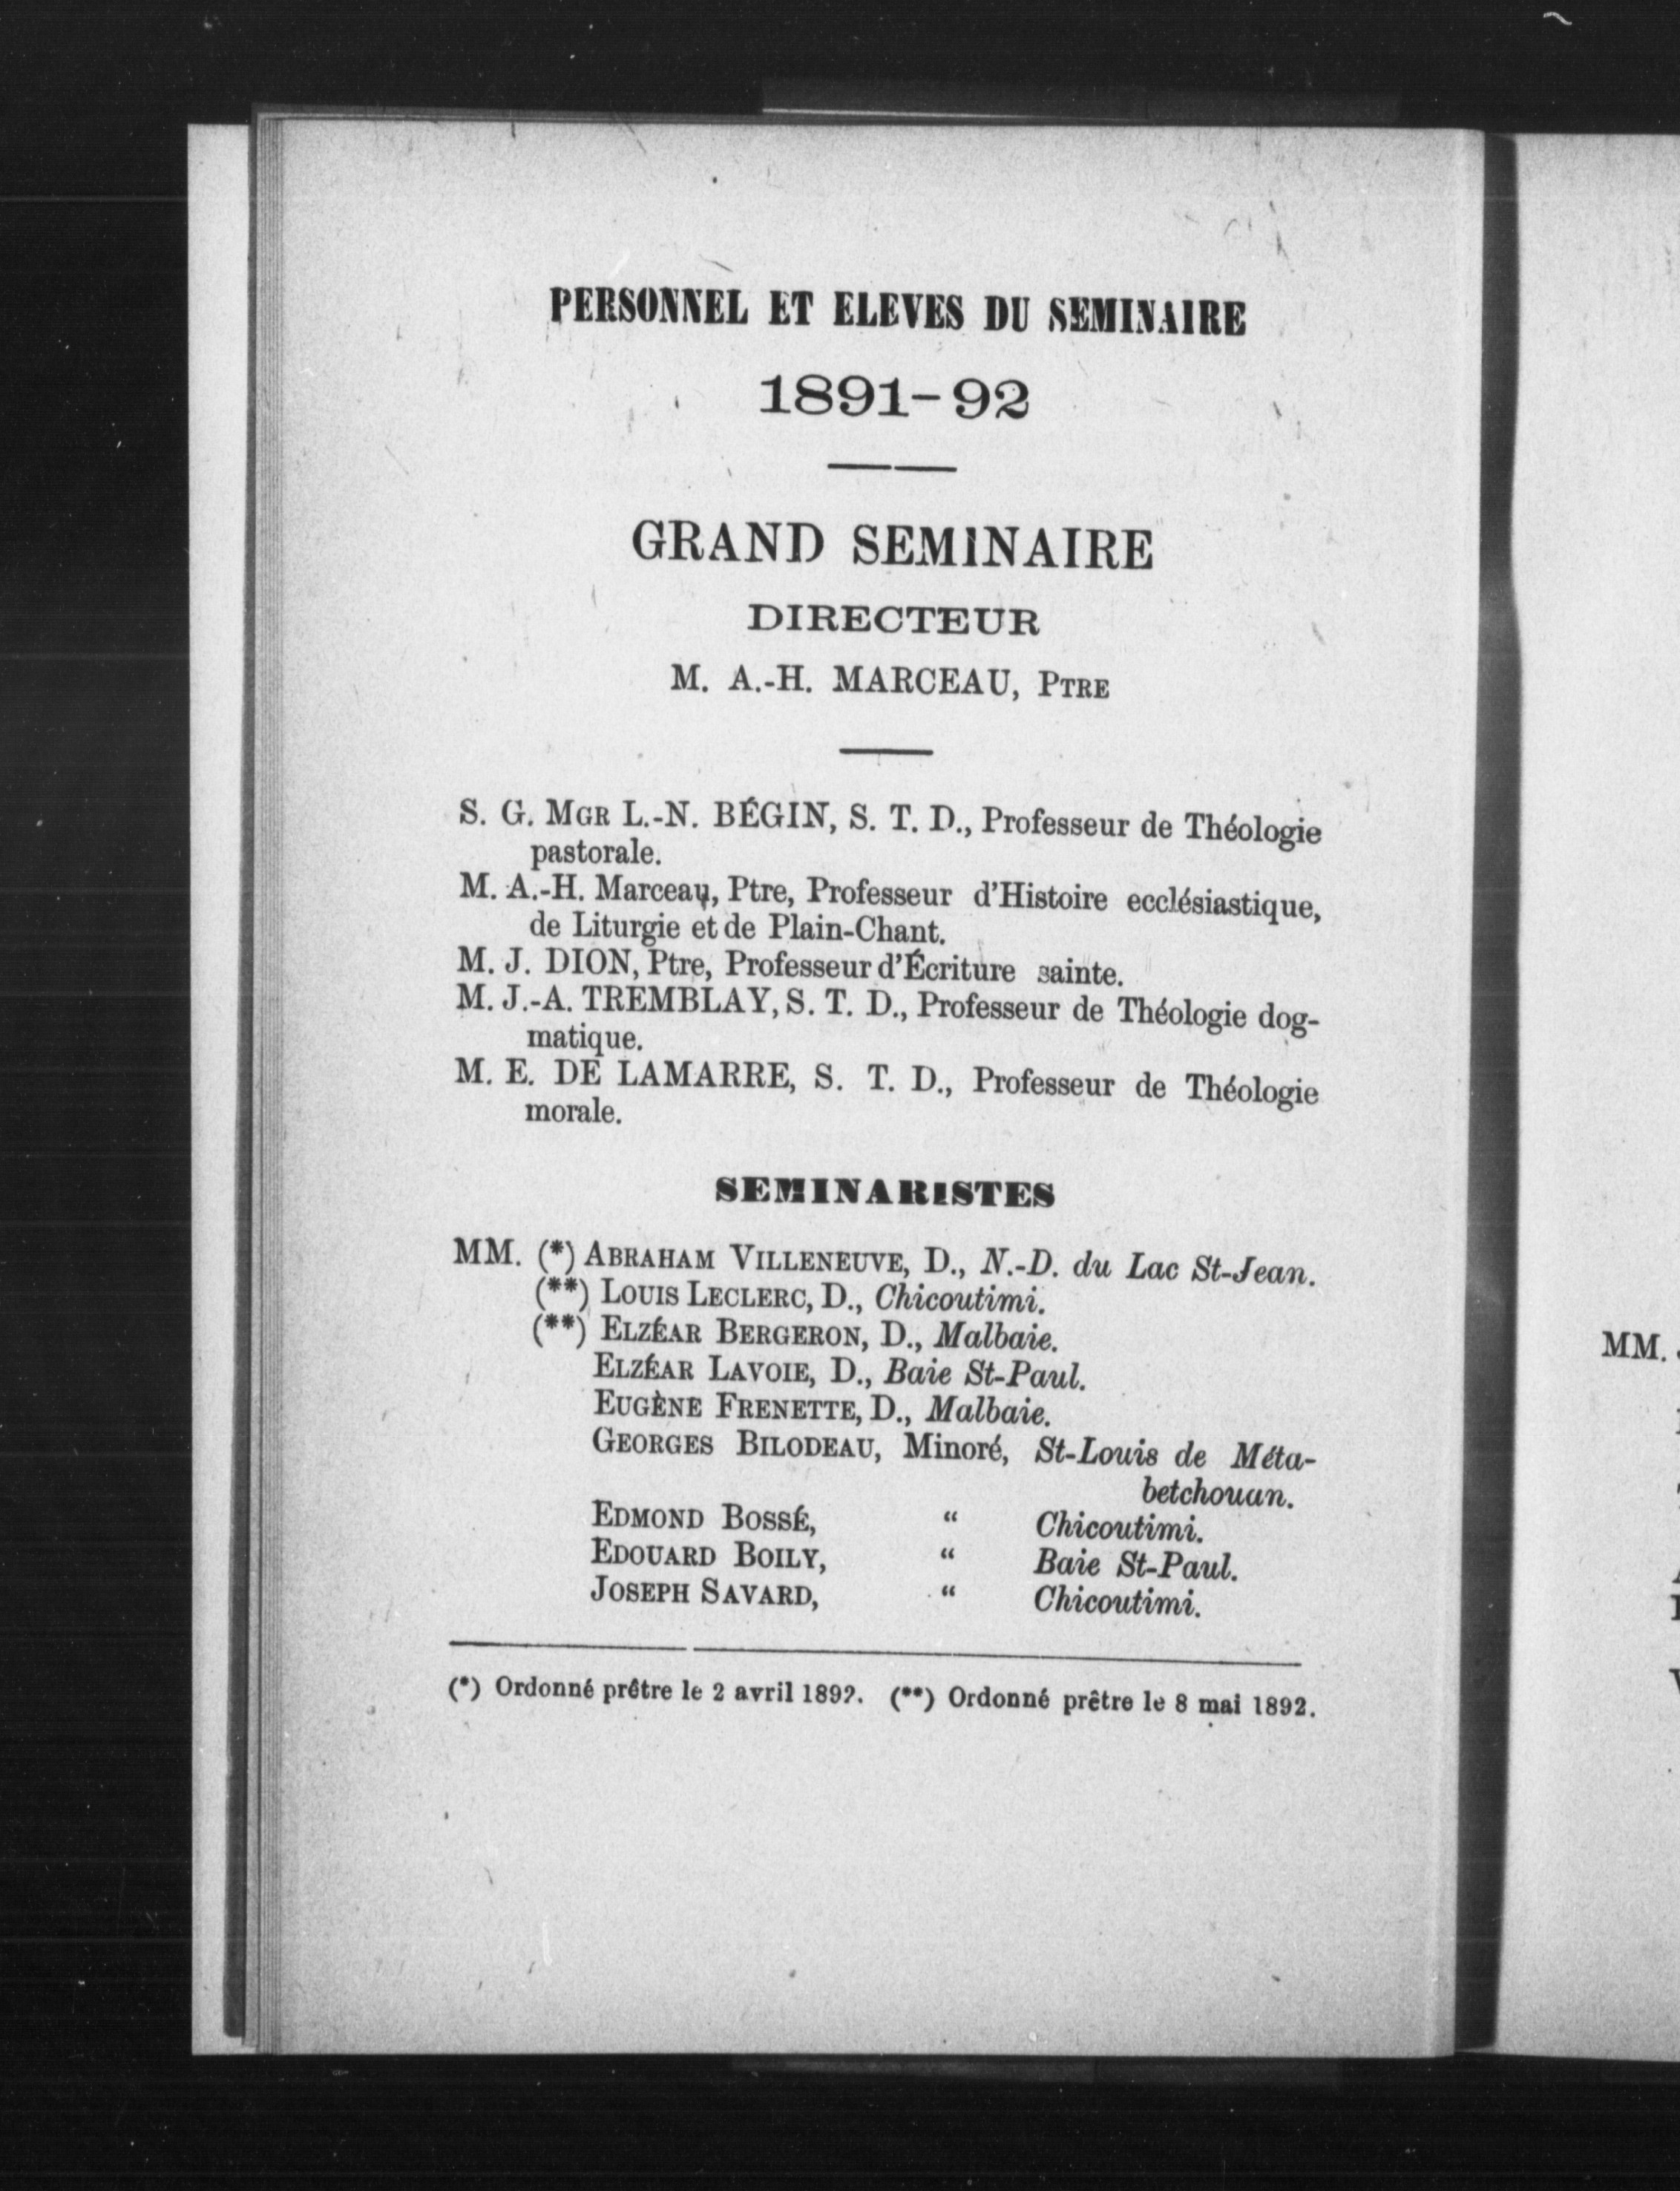 PERSONNEL ET ELEVES DU SEMINAIRE
1891-92
GRAND SEMINAIRE
DIRECTEUR
M. A.-H. MARCEAU, PTRE
S. G. MGR L.-N. BÉGIN, S. T. D., Professeur de Théologie
pastorale.
M. A.-H. Marceau, Ptre, Professeur d'Histoire ecclésiastique,
de Liturgie et de Plain-Chant.
M. J. DION, Ptre, Professeur d'Écriture sainte.
M. J.-A. TREMBLAY, S. T. D., Professeur de Théologie dog-
matique.
M. E. DE LAMARRE, S. T. D., Professeur de Théologie
morale.
SEMINARISTES
MM. (*) ABRAHAM VILLENEUVE, D., N.-D. du Lac St-Jean.
(**) LOUIS LECLERC, D., Chicoutimi.
(**) ELZÉAR BERGERON, D., Malbaie.
ELZÉAR LAVOIE, D., Baie St-Paul.
EUGÈNE FRENETTE, D., Malbaie.
GEORGES BILODEAU, Minoré, St-Louis de Méta-
betchouan.
EDMOND BOSSÉ, “ Chicoutimi.
EDOUARD BOILY, “ Baie St-Paul.
JOSEPH SAVARD, “ Chicoutimi.
(*) Ordonné prêtre le 2 avril 1892. (**) Ordonné prêtre le 8 mai 1892.
MM.